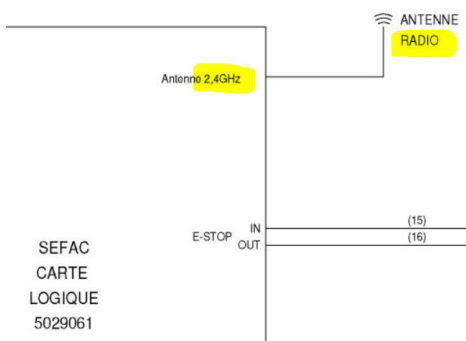 ANTENNE
RADIO
Antenne 2,4GHz
(15)
IN
E-STOP
(16)
OUT
SEFAC
CARTE
LOGIQUE
5029061